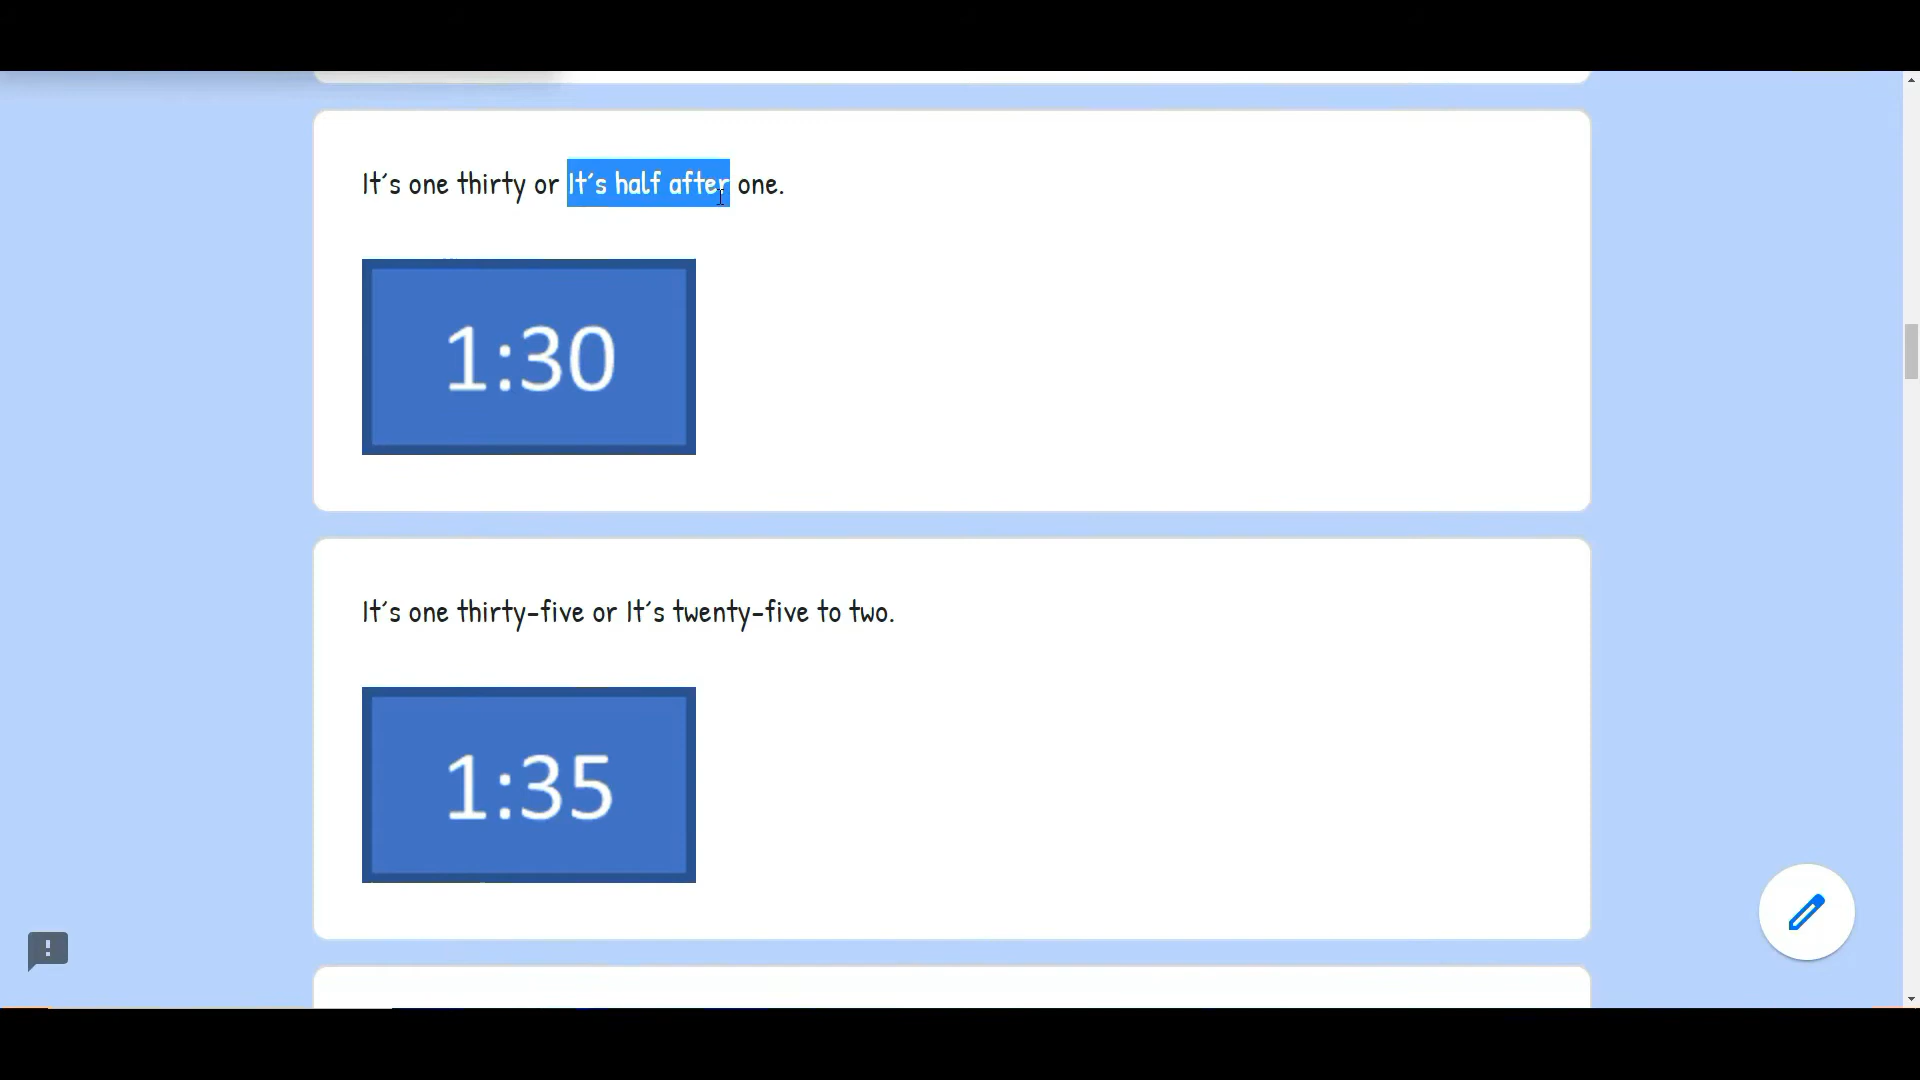 It´s one thirty or It´s half after one.
1:30
It´s one thirty-five or It´s twenty-five to two.
1:35